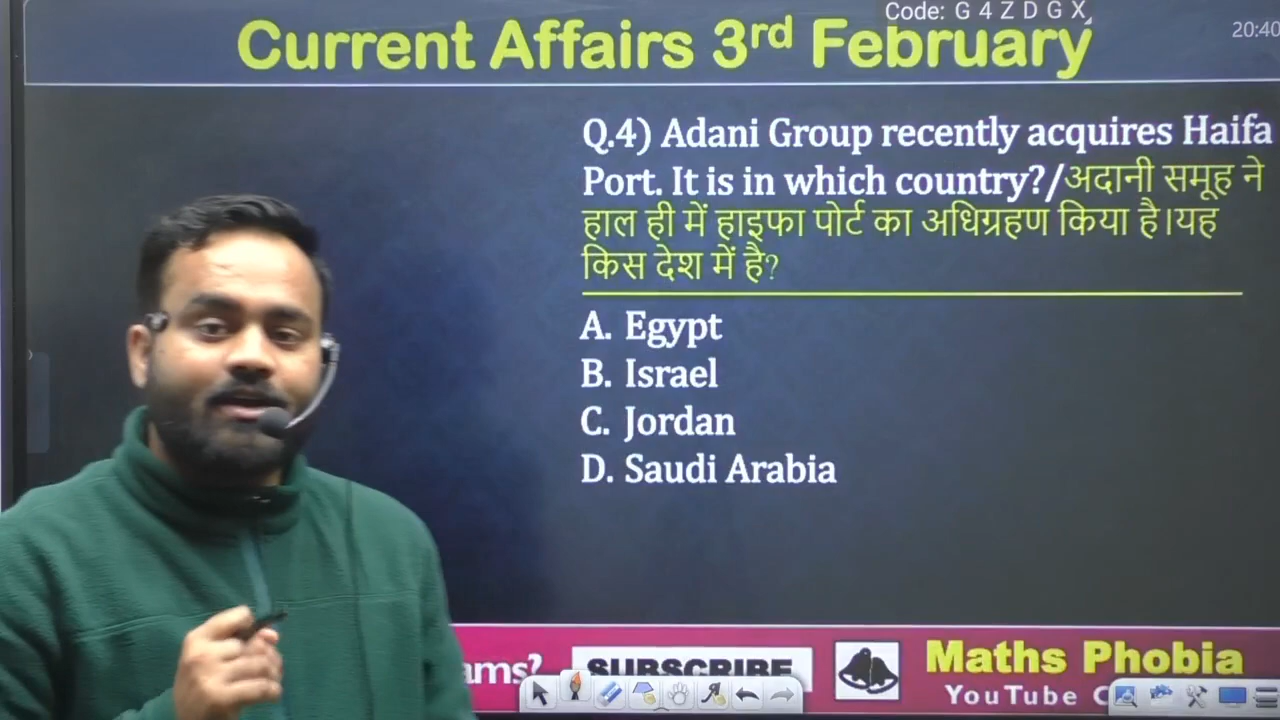 Code: G 4 Z D G X
20:40
Current Affairs 3rd February
Q.4) Adani Group recently acquires Haifa
Port. It is in which country?/अदानी समूह ने
हाल ही में हाइफा पोर्ट का अधिग्रहण किया है।यह
किस देश में है?
A. Egypt
B. Israel
C. Jordan
D. Saudi Arabia
SUBSCRIBE
Maths Phobia
YouTube